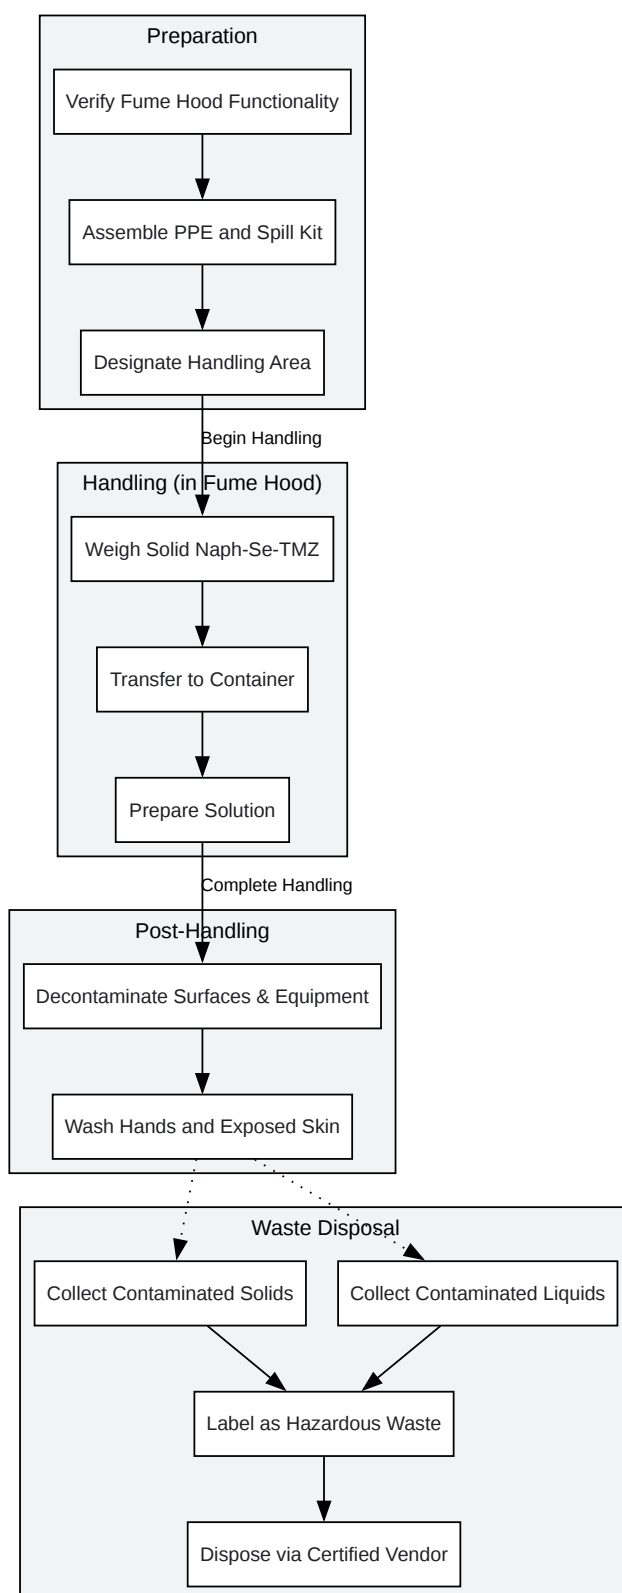 Preparation
Verify Fume Hood Functionality
Assemble PPE and Spill Kit
Designate Handling Area
Begin Handling
Handling (in Fume Hood)
Weigh Solid Naph-Se-TMZ
Transfer to Container
Prepare Solution
Complete Handling
Post-Handling
Decontaminate Surfaces & Equipment
Wash Hands and Exposed Skin
Waste Disposal
Collect Contaminated Solids
Collect Contaminated Liquids
Label as Hazardous Waste
Dispose via Certified Vendor